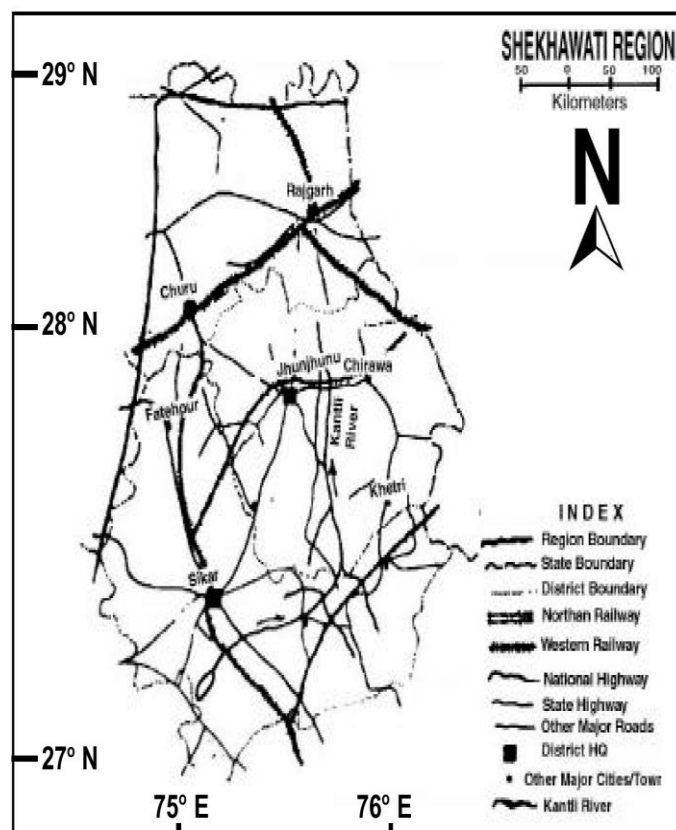 SHEKHAWATI REGION
50 0 50 100
Kilometers
N
29° N
28° N
27° N
75° E 76° E
Rajgarh
Churu
Jhunjhunu
Chirawa
Fatehour
Kantli
River
Khetri
Sikar
INDEX
Region Boundary
State Boundary
District Boundary
Northan Railway
Western Railway
National Highway
State Highway
Other Major Roads
District HQ
Other Major Cities/Town
Kantli River